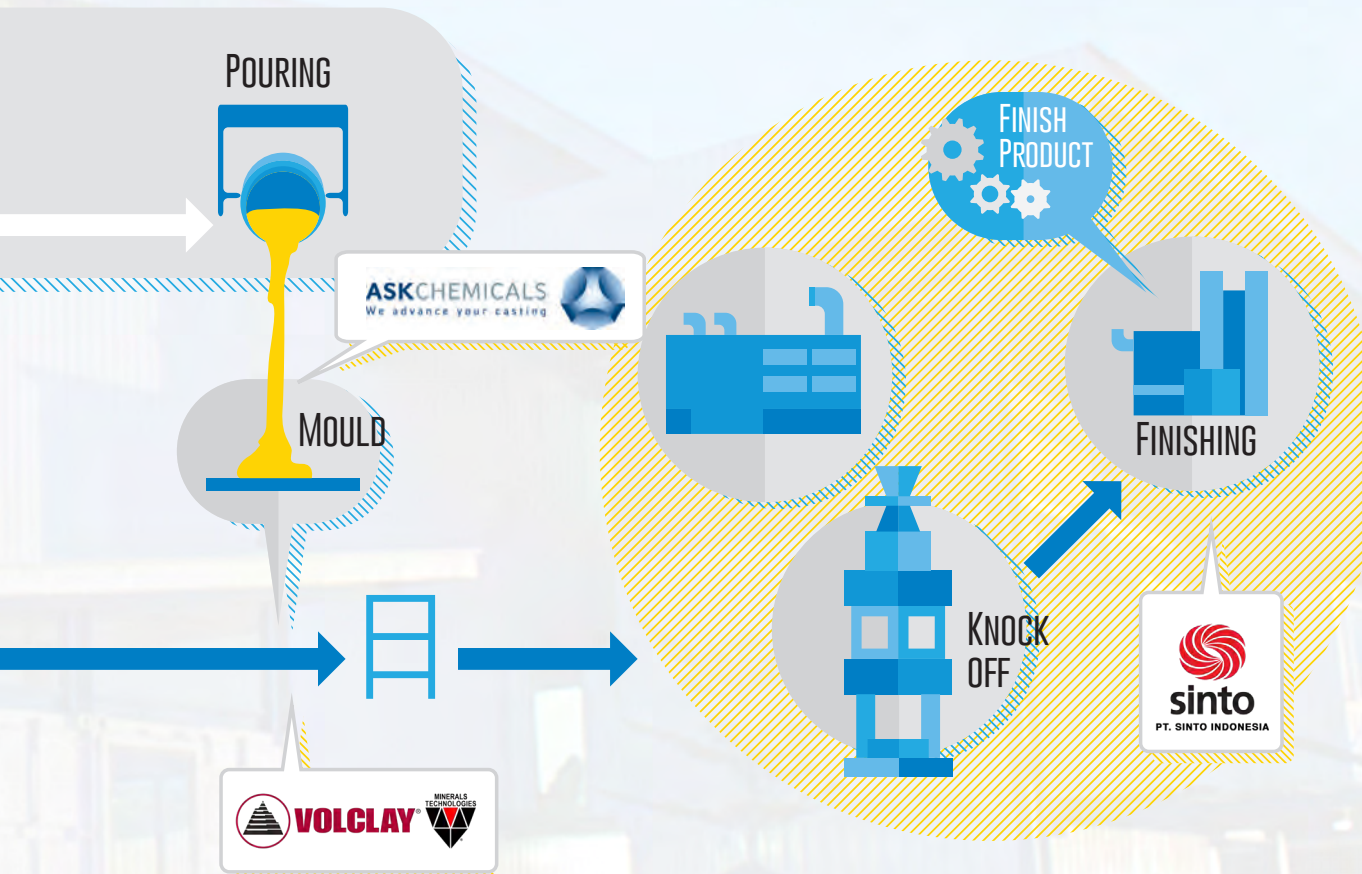 POURING
FINISH
PRODUCT
ASKCHEMICALS
We advance your casting
MOULD
FINISHING
KNOCK
OFF
sinto
PT. SINTO INDONESIA
MINERALS
TECHNOLOGIES
VOLCLAY®